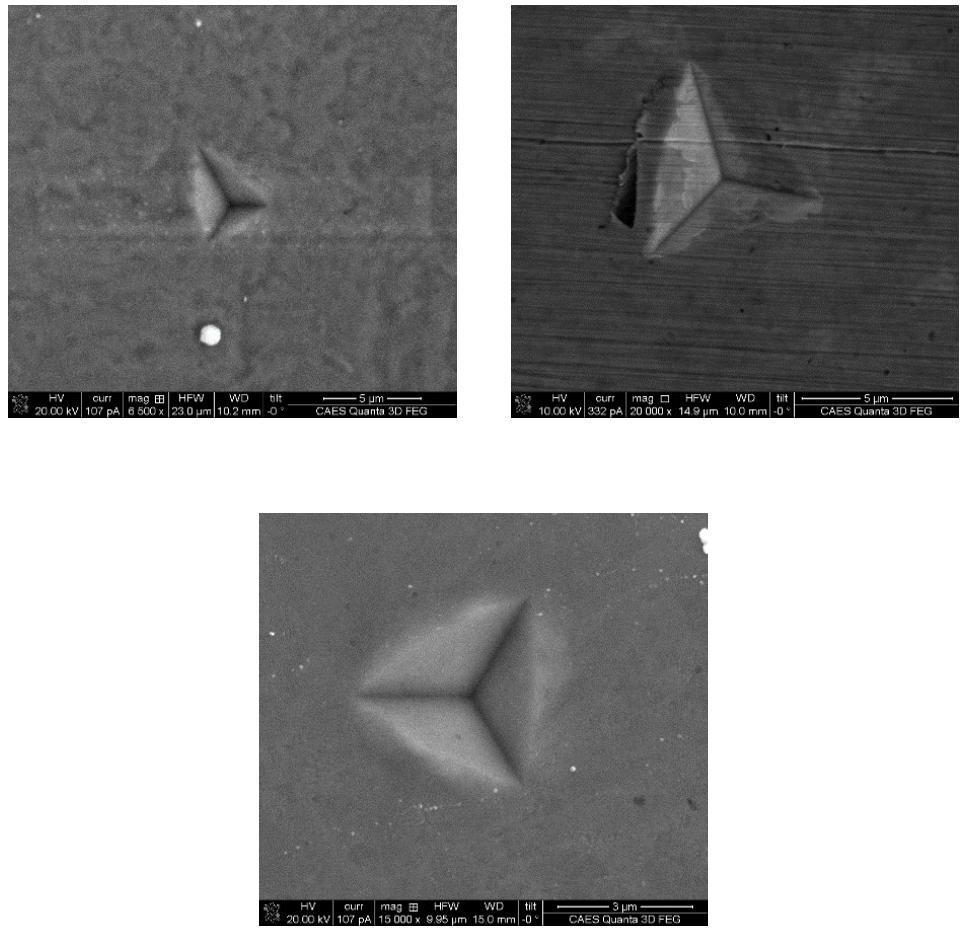 HV curr mag HFW WD tilt 5 µm
20.00 kV 107 pA 6 500 x 23.0 µm 10.2 mm -0 ° CAES Quanta 3D FEG
HV curr mag HFW WD tilt 5 µm
10.00 kV 332 pA 20 000 x 14.9 µm 10.0 mm -0 ° CAES Quanta 3D FEG
HV curr mag HFW WD tilt 3 µm
20.00 kV 107 pA 15 000 x 9.95 µm 15.0 mm -0 ° CAES Quanta 3D FEG